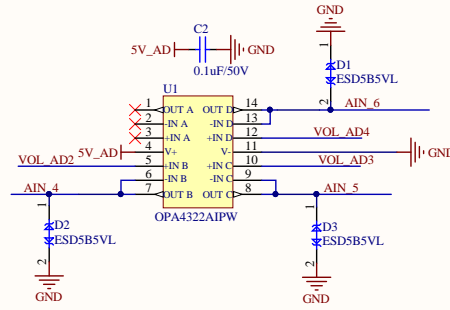 GND
C2
5V_AD
GND
0.1uF/50V
1
D1
ESD5B5VL
2
U1
1 OUT A OUT D 14
AIN_6
2 -IN A -IN D 13
3 +IN A +IN D 12
VOL_AD4
5V_AD
4 V+ V- 11
GND
VOL_AD2
5 +IN B +IN C 10
VOL_AD3
6 -IN B -IN C 9
AIN_4
7 OUT B OUT C 8
AIN_5
OPA4322AIPW
1
D2
ESD5B5VL
2
GND
1
D3
ESD5B5VL
2
GND